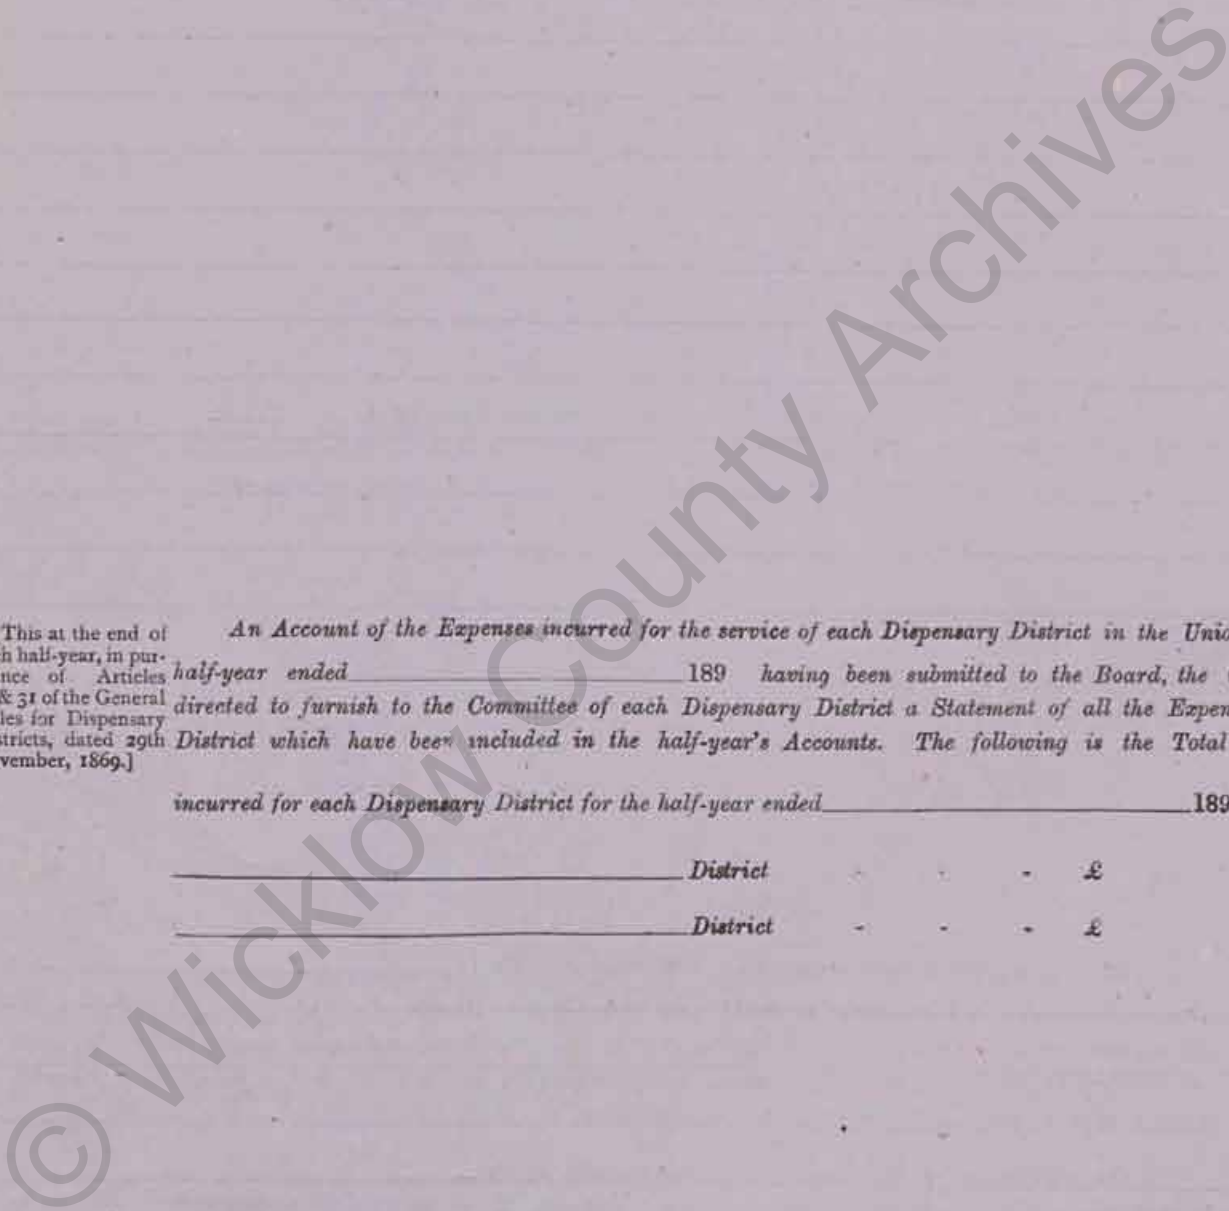 This at the end of
h half-year, in pur-
nce of Articles
& 31 of the General
les for Dispensary
stricts, dated 29th
vember, 1869.]
An Account of the Expenses incurred for the service of each Dispensary District in the Unio
half-year ended 189 having been submitted to the Board, the
directed to furnish to the Committee of each Dispensary District a Statement of all the Expen
District which have been included in the half-year's Accounts. The following is the Total
incurred for each Dispensary District for the half-year ended 189
District - - - £
District - - - £
© Wicklow County Archives